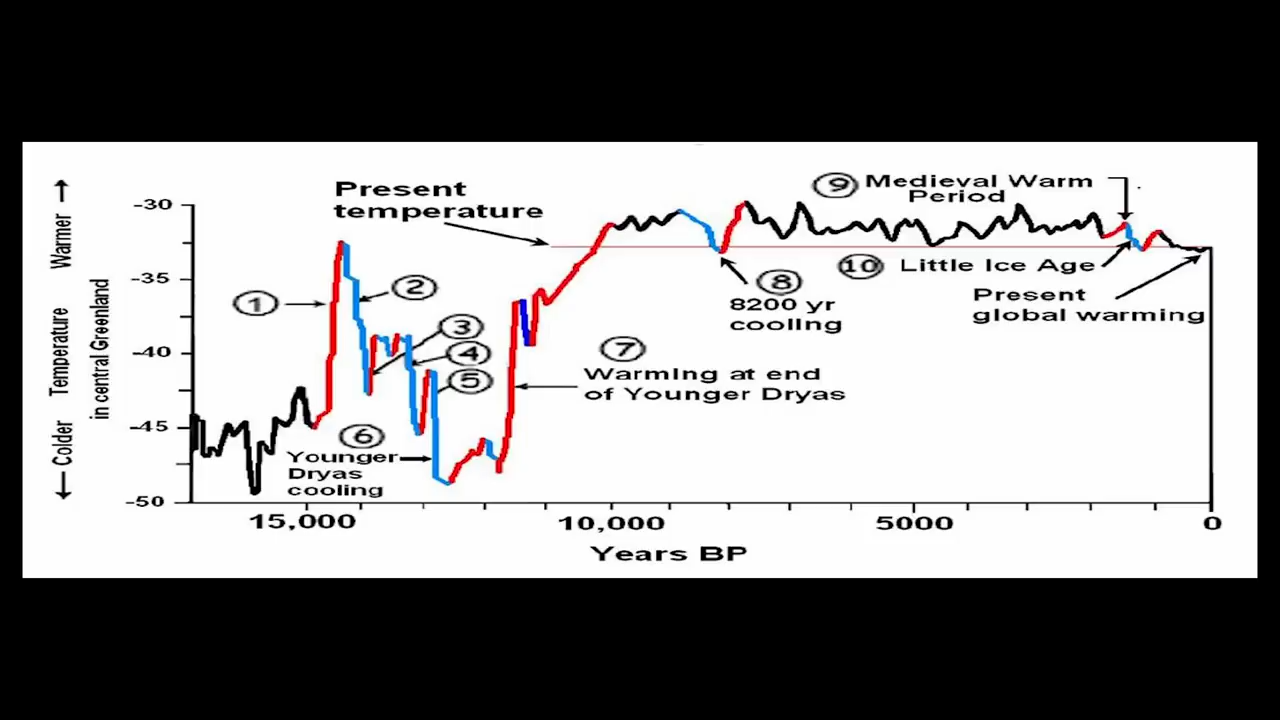 Present
temperature
9 Medieval Warm
Period
-30
-35
-40
-45
-50
← Colder Temperature Warmer →
in central Greenland
1
2
3
4
5
6
Younger
Dryas
cooling
7
Warming at end
of Younger Dryas
8
8200 yr
cooling
10 Little Ice Age
Present
global warming
15,000 10,000 5000 0
Years BP